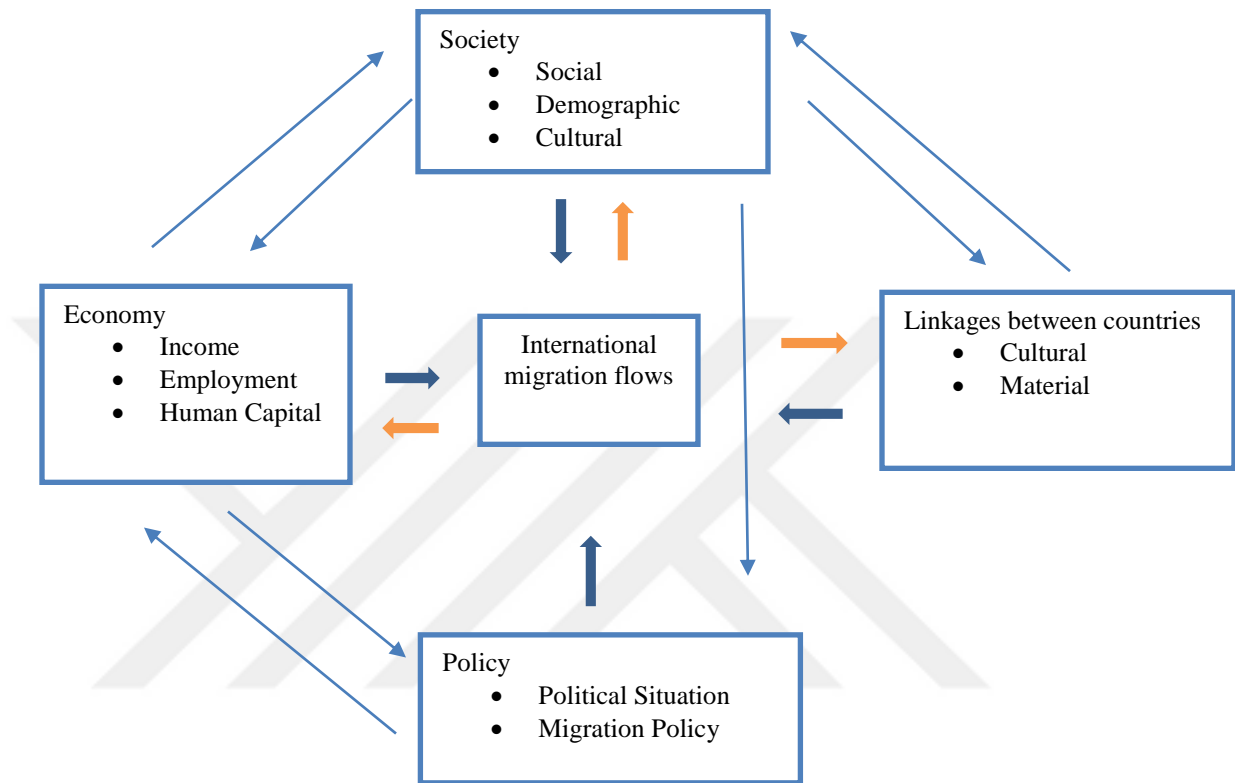 Society
• Social
• Demographic
• Cultural
Economy
• Income
• Employment
• Human Capital
International
migration flows
Linkages between countries
• Cultural
• Material
Policy
• Political Situation
• Migration Policy